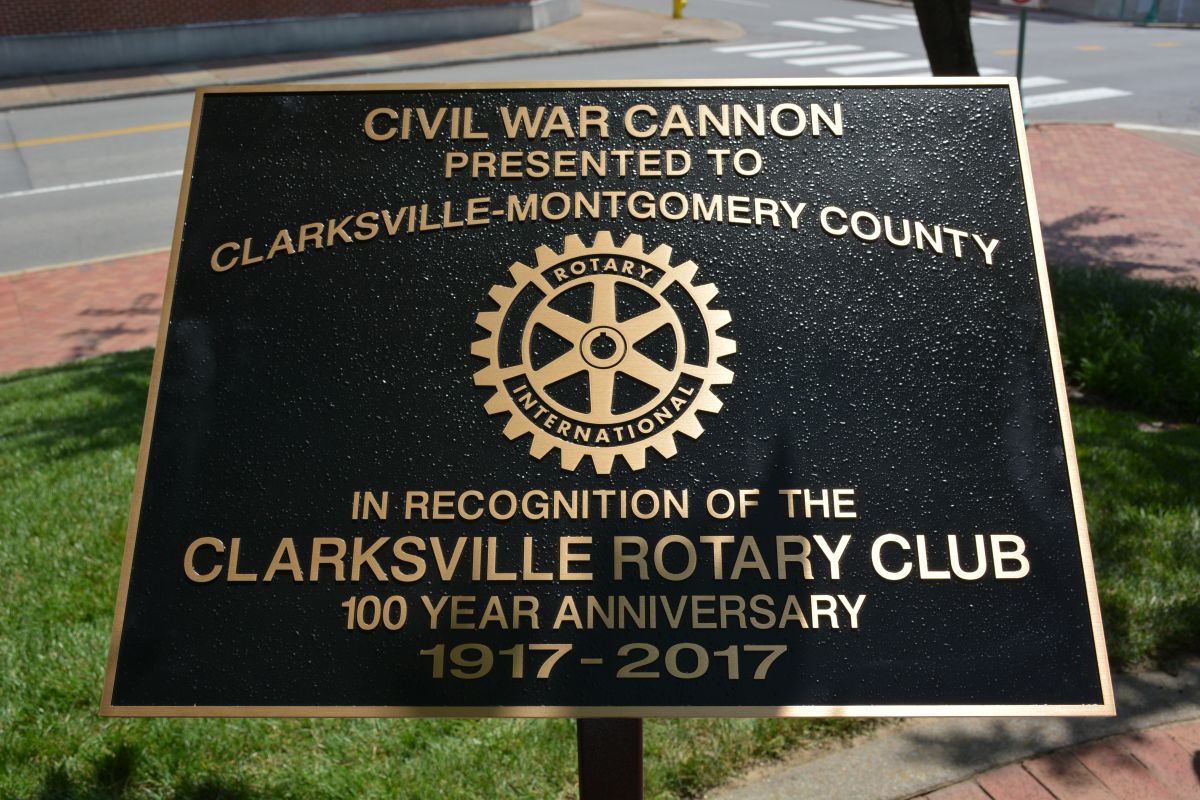 CIVIL WAR CANNON
PRESENTED TO
CLARKSVILLE-MONTGOMERY COUNTY
ROTARY
INTERNATIONAL
IN RECOGNITION OF THE
CLARKSVILLE ROTARY CLUB
100 YEAR ANNIVERSARY
1917-2017